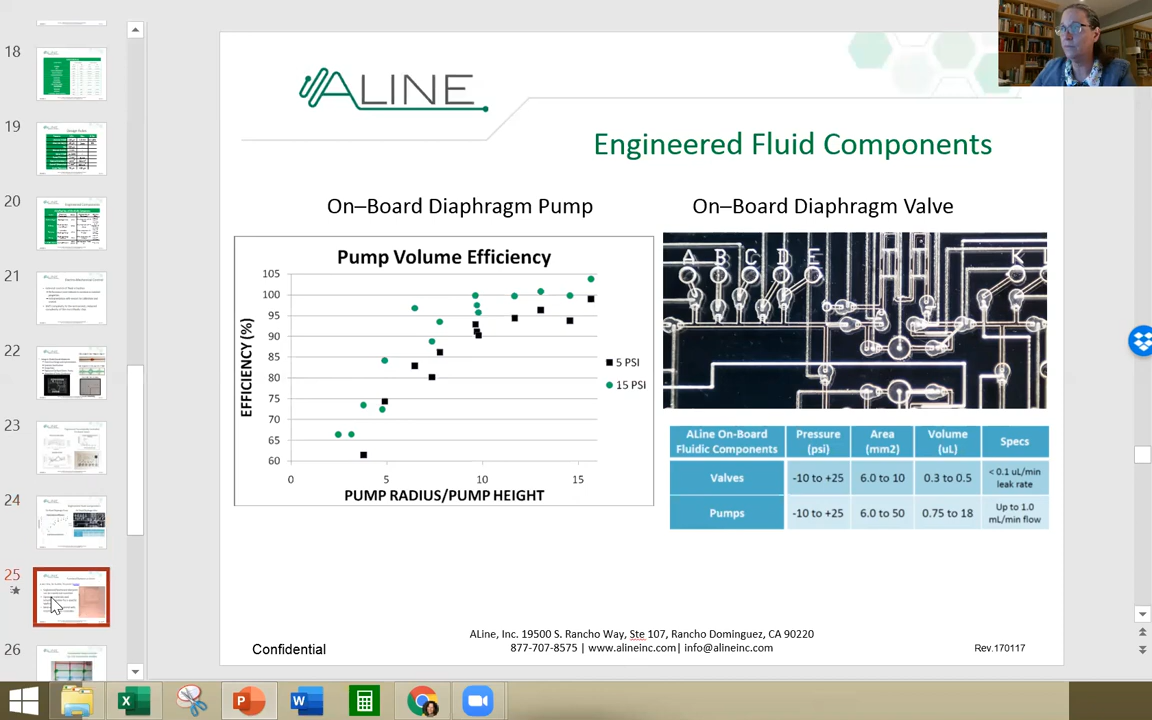 18
19
20
21
22
23
24
25
26
ALINE
Engineered Fluid Components
On–Board Diaphragm Pump
On–Board Diaphragm Valve
Pump Volume Efficiency
EFFICIENCY (%)
105
100
95
90
85
80
75
70
65
60
0 5 10 15
PUMP RADIUS/PUMP HEIGHT
5 PSI
15 PSI
A B C D E K
ALine On-Board Fluidic Components Pressure (psi) Area (mm2) Volume (uL) Specs
Valves -10 to +25 6.0 to 10 0.3 to 0.5 < 0.1 uL/min leak rate
Pumps -10 to +25 6.0 to 50 0.75 to 18 Up to 1.0 mL/min flow
Confidential
ALine, Inc. 19500 S. Rancho Way, Ste 107, Rancho Dominguez, CA 90220
877-707-8575 | www.alineinc.com| info@alineinc.com
Rev.170117